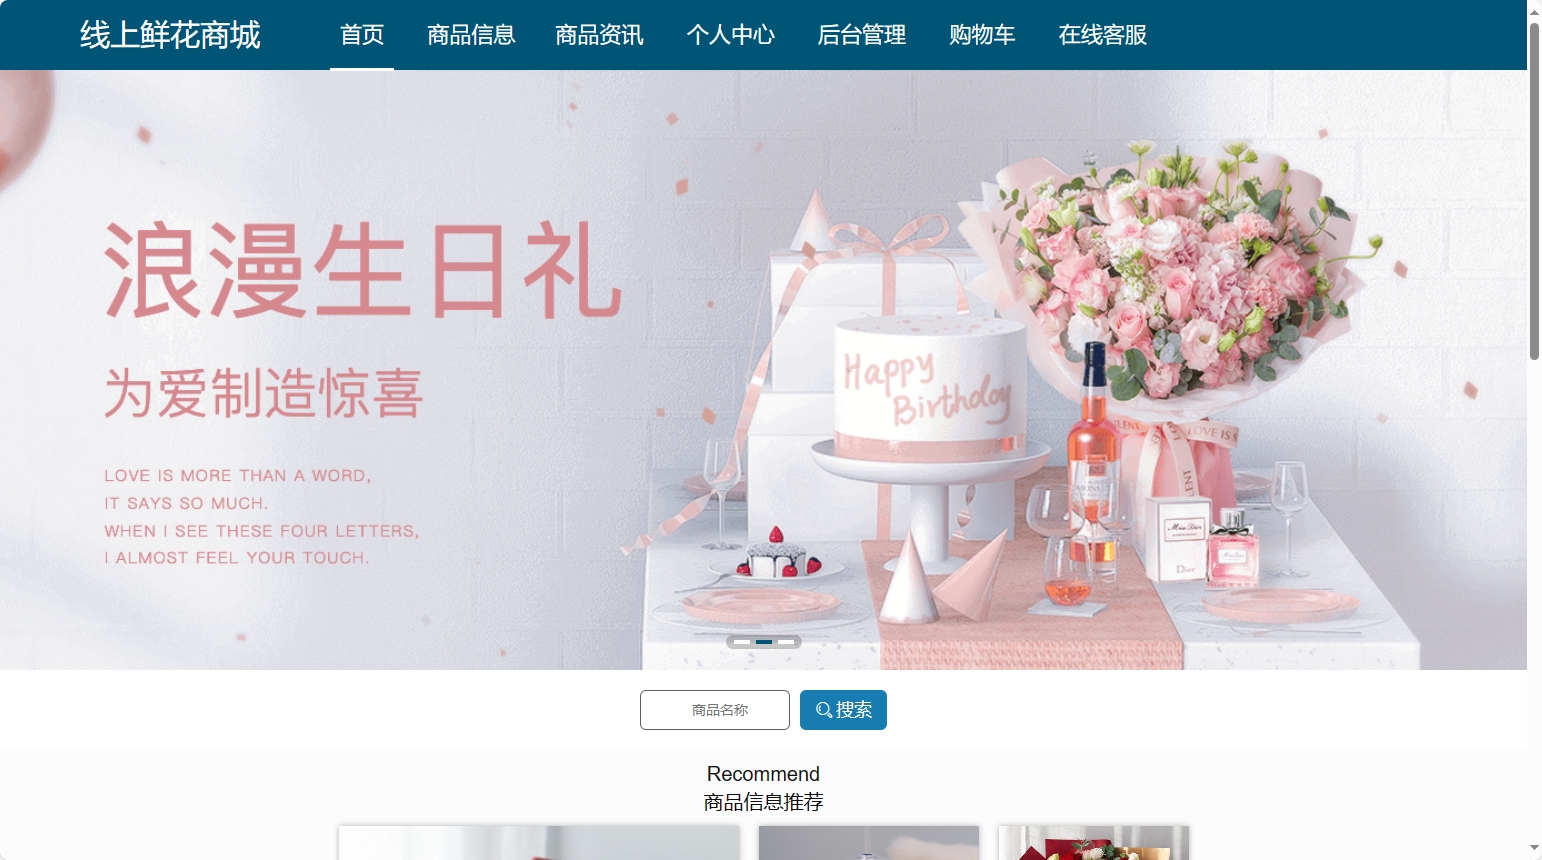 线上鲜花商城
首页 商品信息 商品资讯 个人中心 后台管理 购物车 在线客服
浪漫生日礼
为爱制造惊喜
LOVE IS MORE THAN A WORD,
IT SAYS SO MUCH.
WHEN I SEE THESE FOUR LETTERS,
I ALMOST FEEL YOUR TOUCH.
Happy
Birthday
LOVE IS S
Miss Dior
Dior
商品名称
搜索
Recommend
商品信息推荐